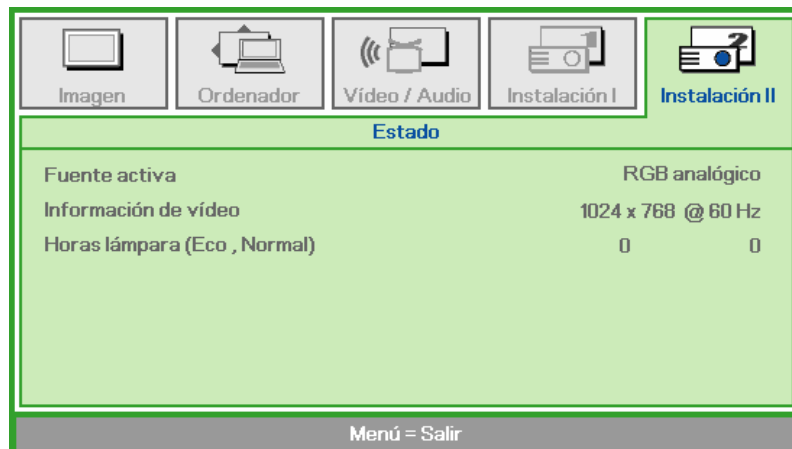 Imagen
Ordenador
Vídeo / Audio
Instalación I
Instalación II
Estado
Fuente activa RGB analógico
Información de vídeo 1024 x 768 @ 60 Hz
Horas lámpara (Eco , Normal) 0 0
Menú = Salir